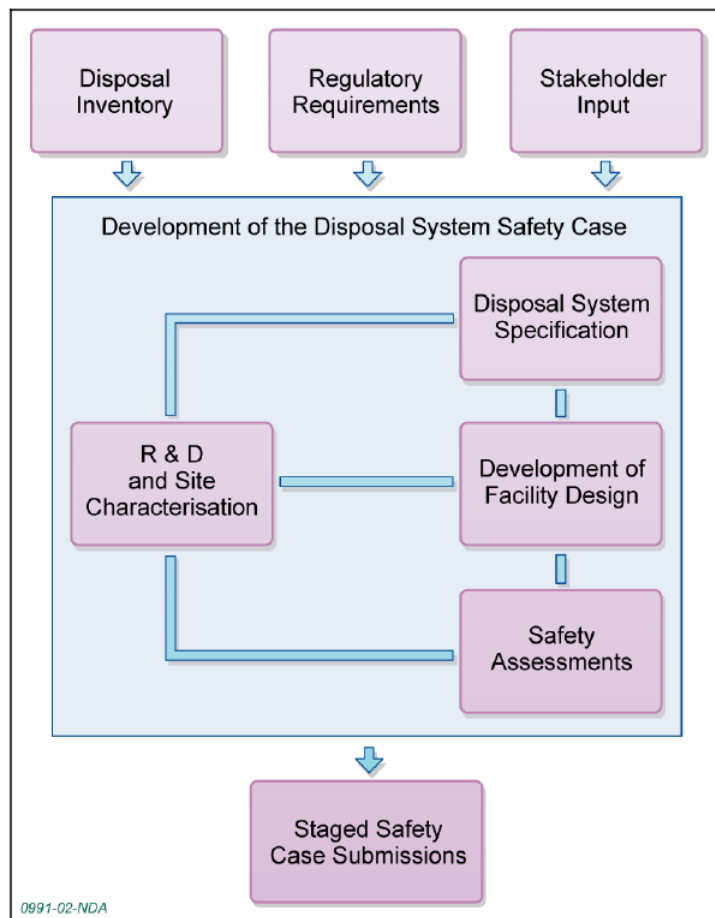 Disposal
Inventory
Regulatory
Requirements
Stakeholder
Input
Development of the Disposal System Safety Case
Disposal System
Specification
R & D
and Site
Characterisation
Development of
Facility Design
Safety
Assessments
Staged Safety
Case Submissions
0991-02-NDA